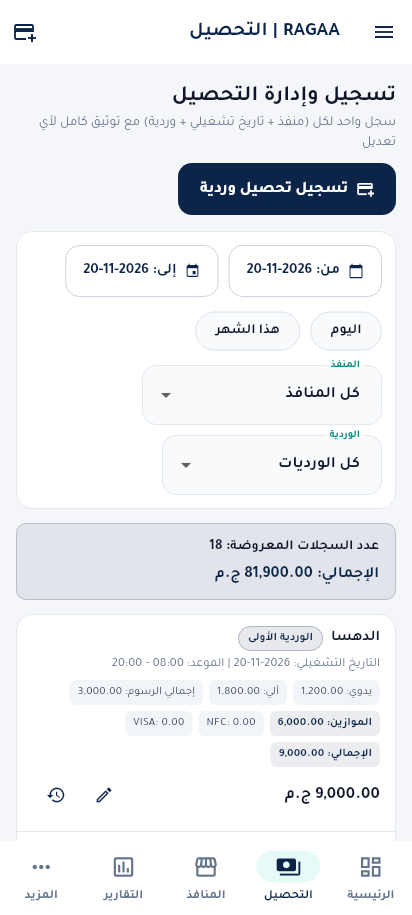 RAGAA | التحصيل
تسجيل وإدارة التحصيل
سجل واحد لكل (منفذ + تاريخ تشغيلي + وردية) مع توثيق كامل لأي
تعديل
تسجيل تحصيل وردية
من: 2026-11-20
إلى: 2026-11-20
اليوم
هذا الشهر
المنفذ
كل المنافذ
الوردية
كل الورديات
عدد السجلات المعروضة: 18
الإجمالي: 81,900.00 ج.م
الدهسا
الوردية الأولى
التاريخ التشغيلي: 2026-11-20 | الموعد: 08:00 - 20:00
يدوي: 1,200.00
آلي: 1,800.00
إجمالي الرسوم: 3,000.00
الموازين: 6,000.00
NFC: 0.00
VISA: 0.00
الإجمالي: 9,000.00
9,000.00 ج.م
الرئيسية
التحصيل
المنافذ
التقارير
المزيد